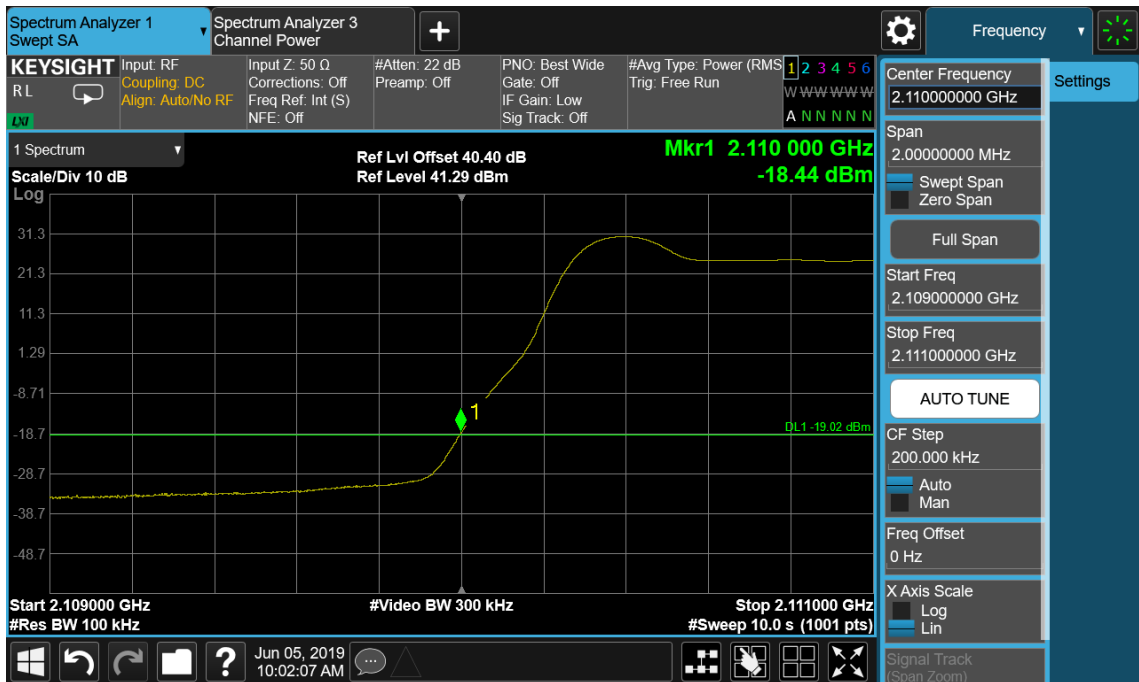 Spectrum Analyzer 1
Swept SA
Spectrum Analyzer 3
Channel Power
+
Frequency
KEYSIGHT
R L
LXI
Input: RF
Coupling: DC
Align: Auto/No RF
Input Z: 50 Ω
Corrections: Off
Freq Ref: Int (S)
NFE: Off
#Atten: 22 dB
Preamp: Off
PNO: Best Wide
Gate: Off
IF Gain: Low
Sig Track: Off
#Avg Type: Power (RMS
Trig: Free Run
1 2 3 4 5 6
W W W W W W
A N N N N N
1 Spectrum
Scale/Div 10 dB
Log
Ref Lvl Offset 40.40 dB
Ref Level 41.29 dBm
Mkr1 2.110 000 GHz
-18.44 dBm
31.3
21.3
11.3
1.29
-8.71
-18.7
-28.7
-38.7
-48.7
1
DL1 -19.02 dBm
Start 2.109000 GHz
#Res BW 100 kHz
#Video BW 300 kHz
Stop 2.111000 GHz
#Sweep 10.0 s (1001 pts)
Center Frequency
2.110000000 GHz
Span
2.00000000 MHz
Swept Span
Zero Span
Full Span
Start Freq
2.109000000 GHz
Stop Freq
2.111000000 GHz
AUTO TUNE
CF Step
200.000 kHz
Auto
Man
Freq Offset
0 Hz
X Axis Scale
Log
Lin
Signal Track
(Span Zoom)
Settings
?
Jun 05, 2019
10:02:07 AM